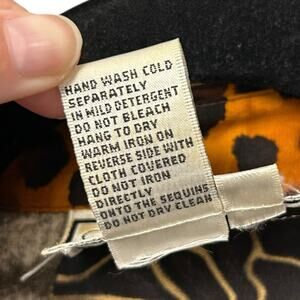 HAND WASH COLD
SEPARATELY
IN MILD DETERGENT
DO NOT BLEACH
HANG TO DRY
WARM IRON ON
REVERSE SIDE WITH
CLOTH COVERED
DO NOT IRON
DIRECTLY
ONTO THE SEQUINS
DO NOT DRY CLEAN